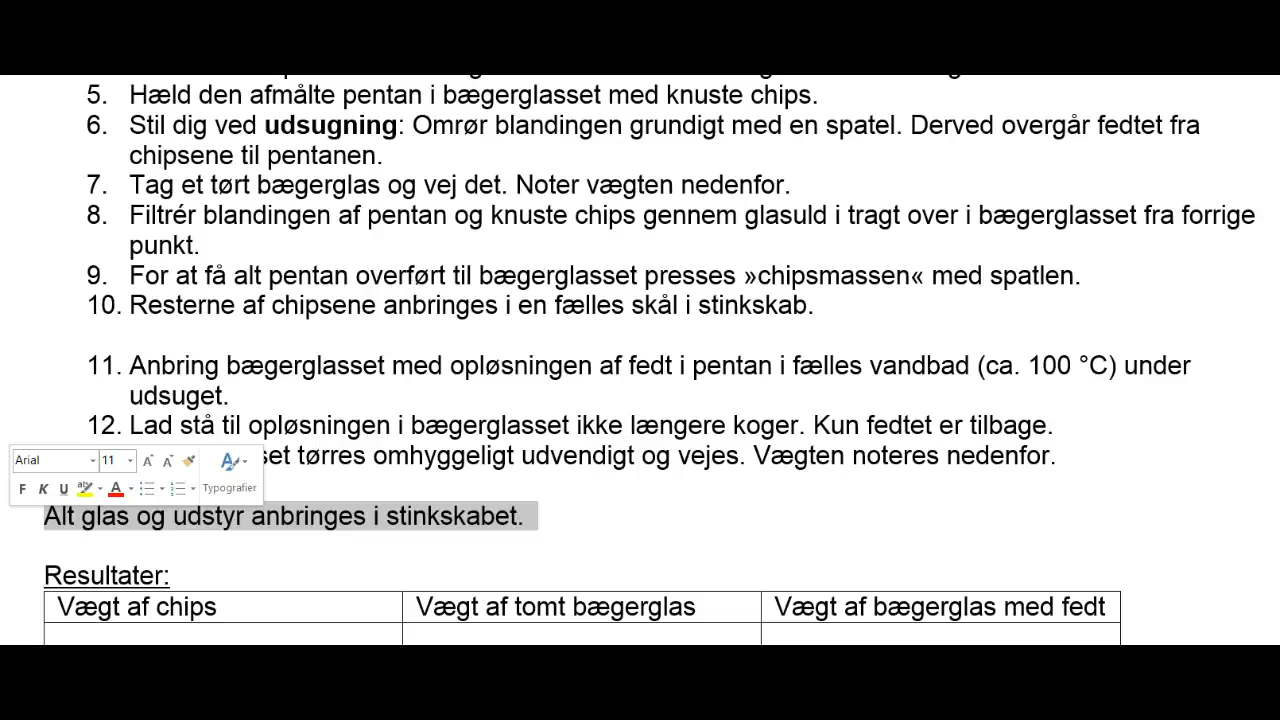 5. Hæld den afmålte pentan i bægerglasset med knuste chips.
6. Stil dig ved udsugning: Omrør blandingen grundigt med en spatel. Derved overgår fedtet fra
chipsene til pentanen.
7. Tag et tørt bægerglas og vej det. Noter vægten nedenfor.
8. Filtrér blandingen af pentan og knuste chips gennem glasuld i tragt over i bægerglasset fra forrige
punkt.
9. For at få alt pentan overført til bægerglasset presses »chipsmassen« med spatlen.
10. Resterne af chipsene anbringes i en fælles skål i stinkskab.
11. Anbring bægerglasset med opløsningen af fedt i pentan i fælles vandbad (ca. 100 °C) under
udsuget.
12. Lad stå til opløsningen i bægerglasset ikke længere koger. Kun fedtet er tilbage.
set tørres omhyggeligt udvendigt og vejes. Vægten noteres nedenfor.
Arial 11 A A
F K U ab A Typografier
Alt glas og udstyr anbringes i stinkskabet.
Resultater:
Vægt af chips Vægt af tomt bægerglas Vægt af bægerglas med fedt